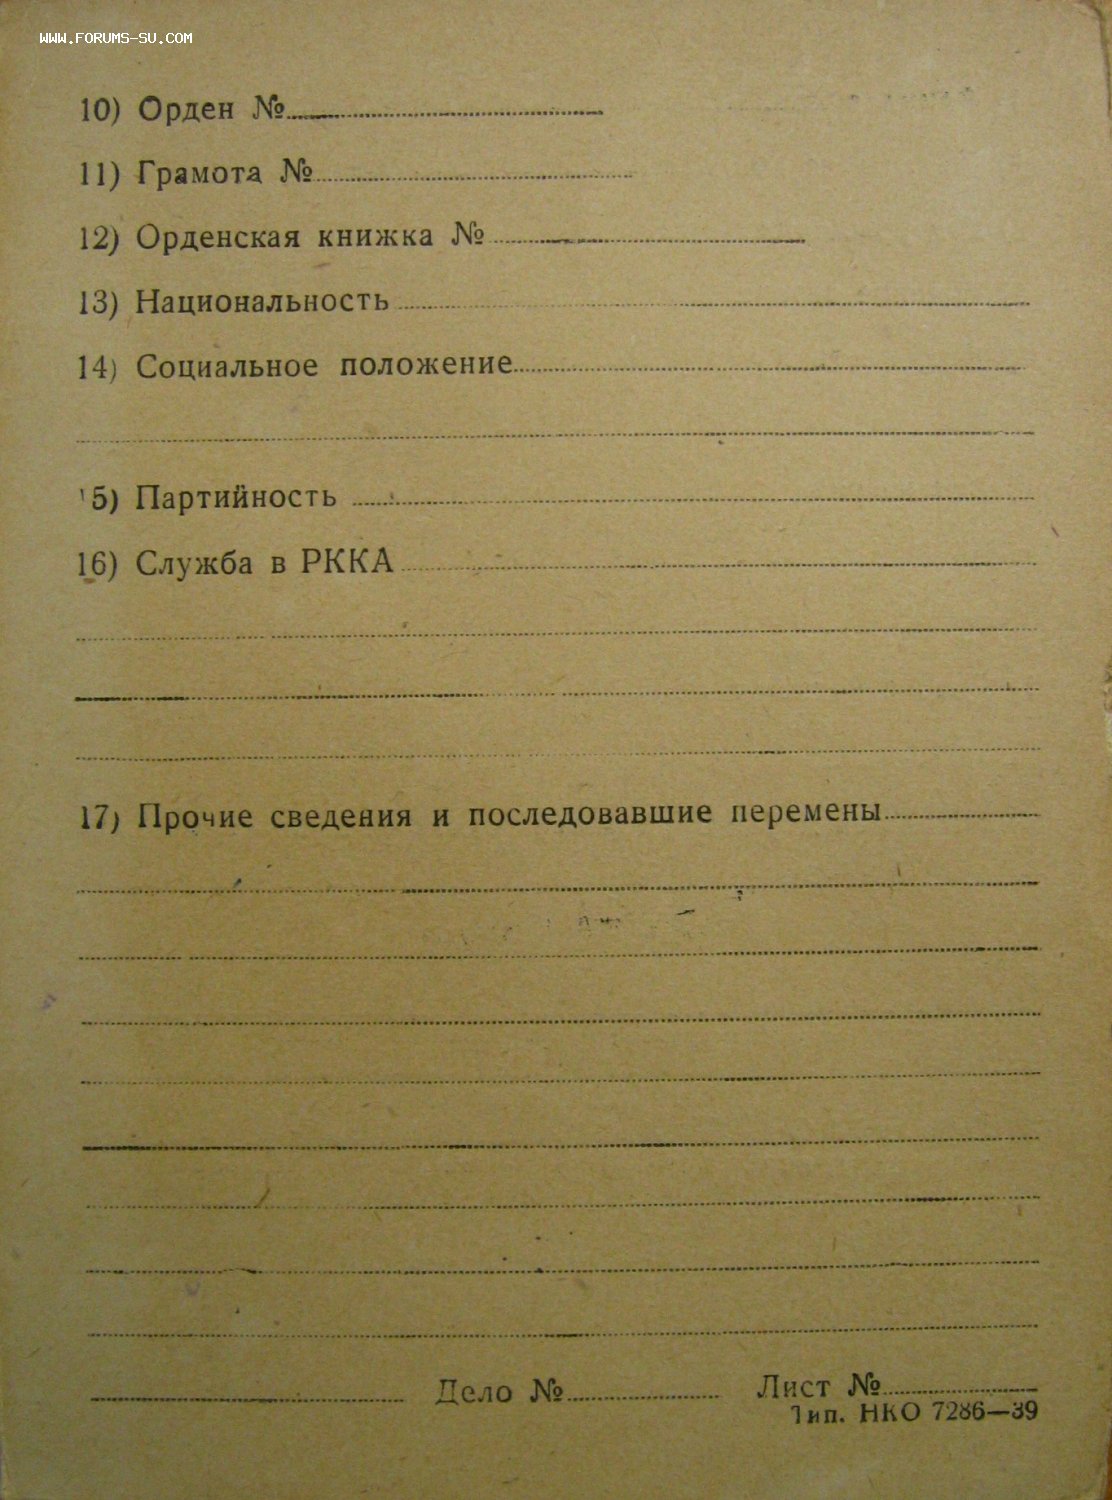 WWW.FORUMS-SU.COM
10) Орден №
11) Грамота №
12) Орденская книжка №
13) Национальность
14) Социальное положение
15) Партийность
16) Служба в РККА
17) Прочие сведения и последовавшие перемены
Дело № Лист №
Тип. НКО 7286—39